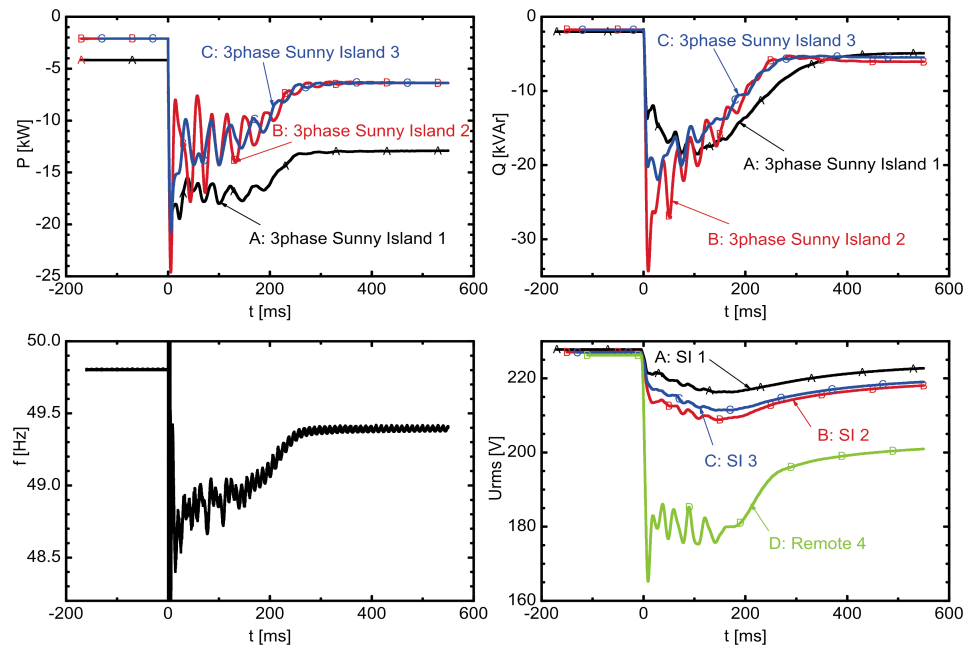 0
-5
-10
-15
-20
-25
P [kW]
C: 3phase Sunny Island 3
B: 3phase Sunny Island 2
A: 3phase Sunny Island 1
B C B C
A A
C B C B C B
A A A A A A
-200 0 200 400 600
t [ms]
0
-10
-20
-30
Q [kVAr]
C: 3phase Sunny Island 3
A: 3phase Sunny Island 1
B: 3phase Sunny Island 2
-200 0 200 400 600
t [ms]
50.0
49.5
49.0
48.5
f [Hz]
-200 0 200 400 600
t [ms]
220
200
180
160
Urms [V]
A: SI 1
B: SI 2
C: SI 3
D: Remote 4
-200 0 200 400 600
t [ms]